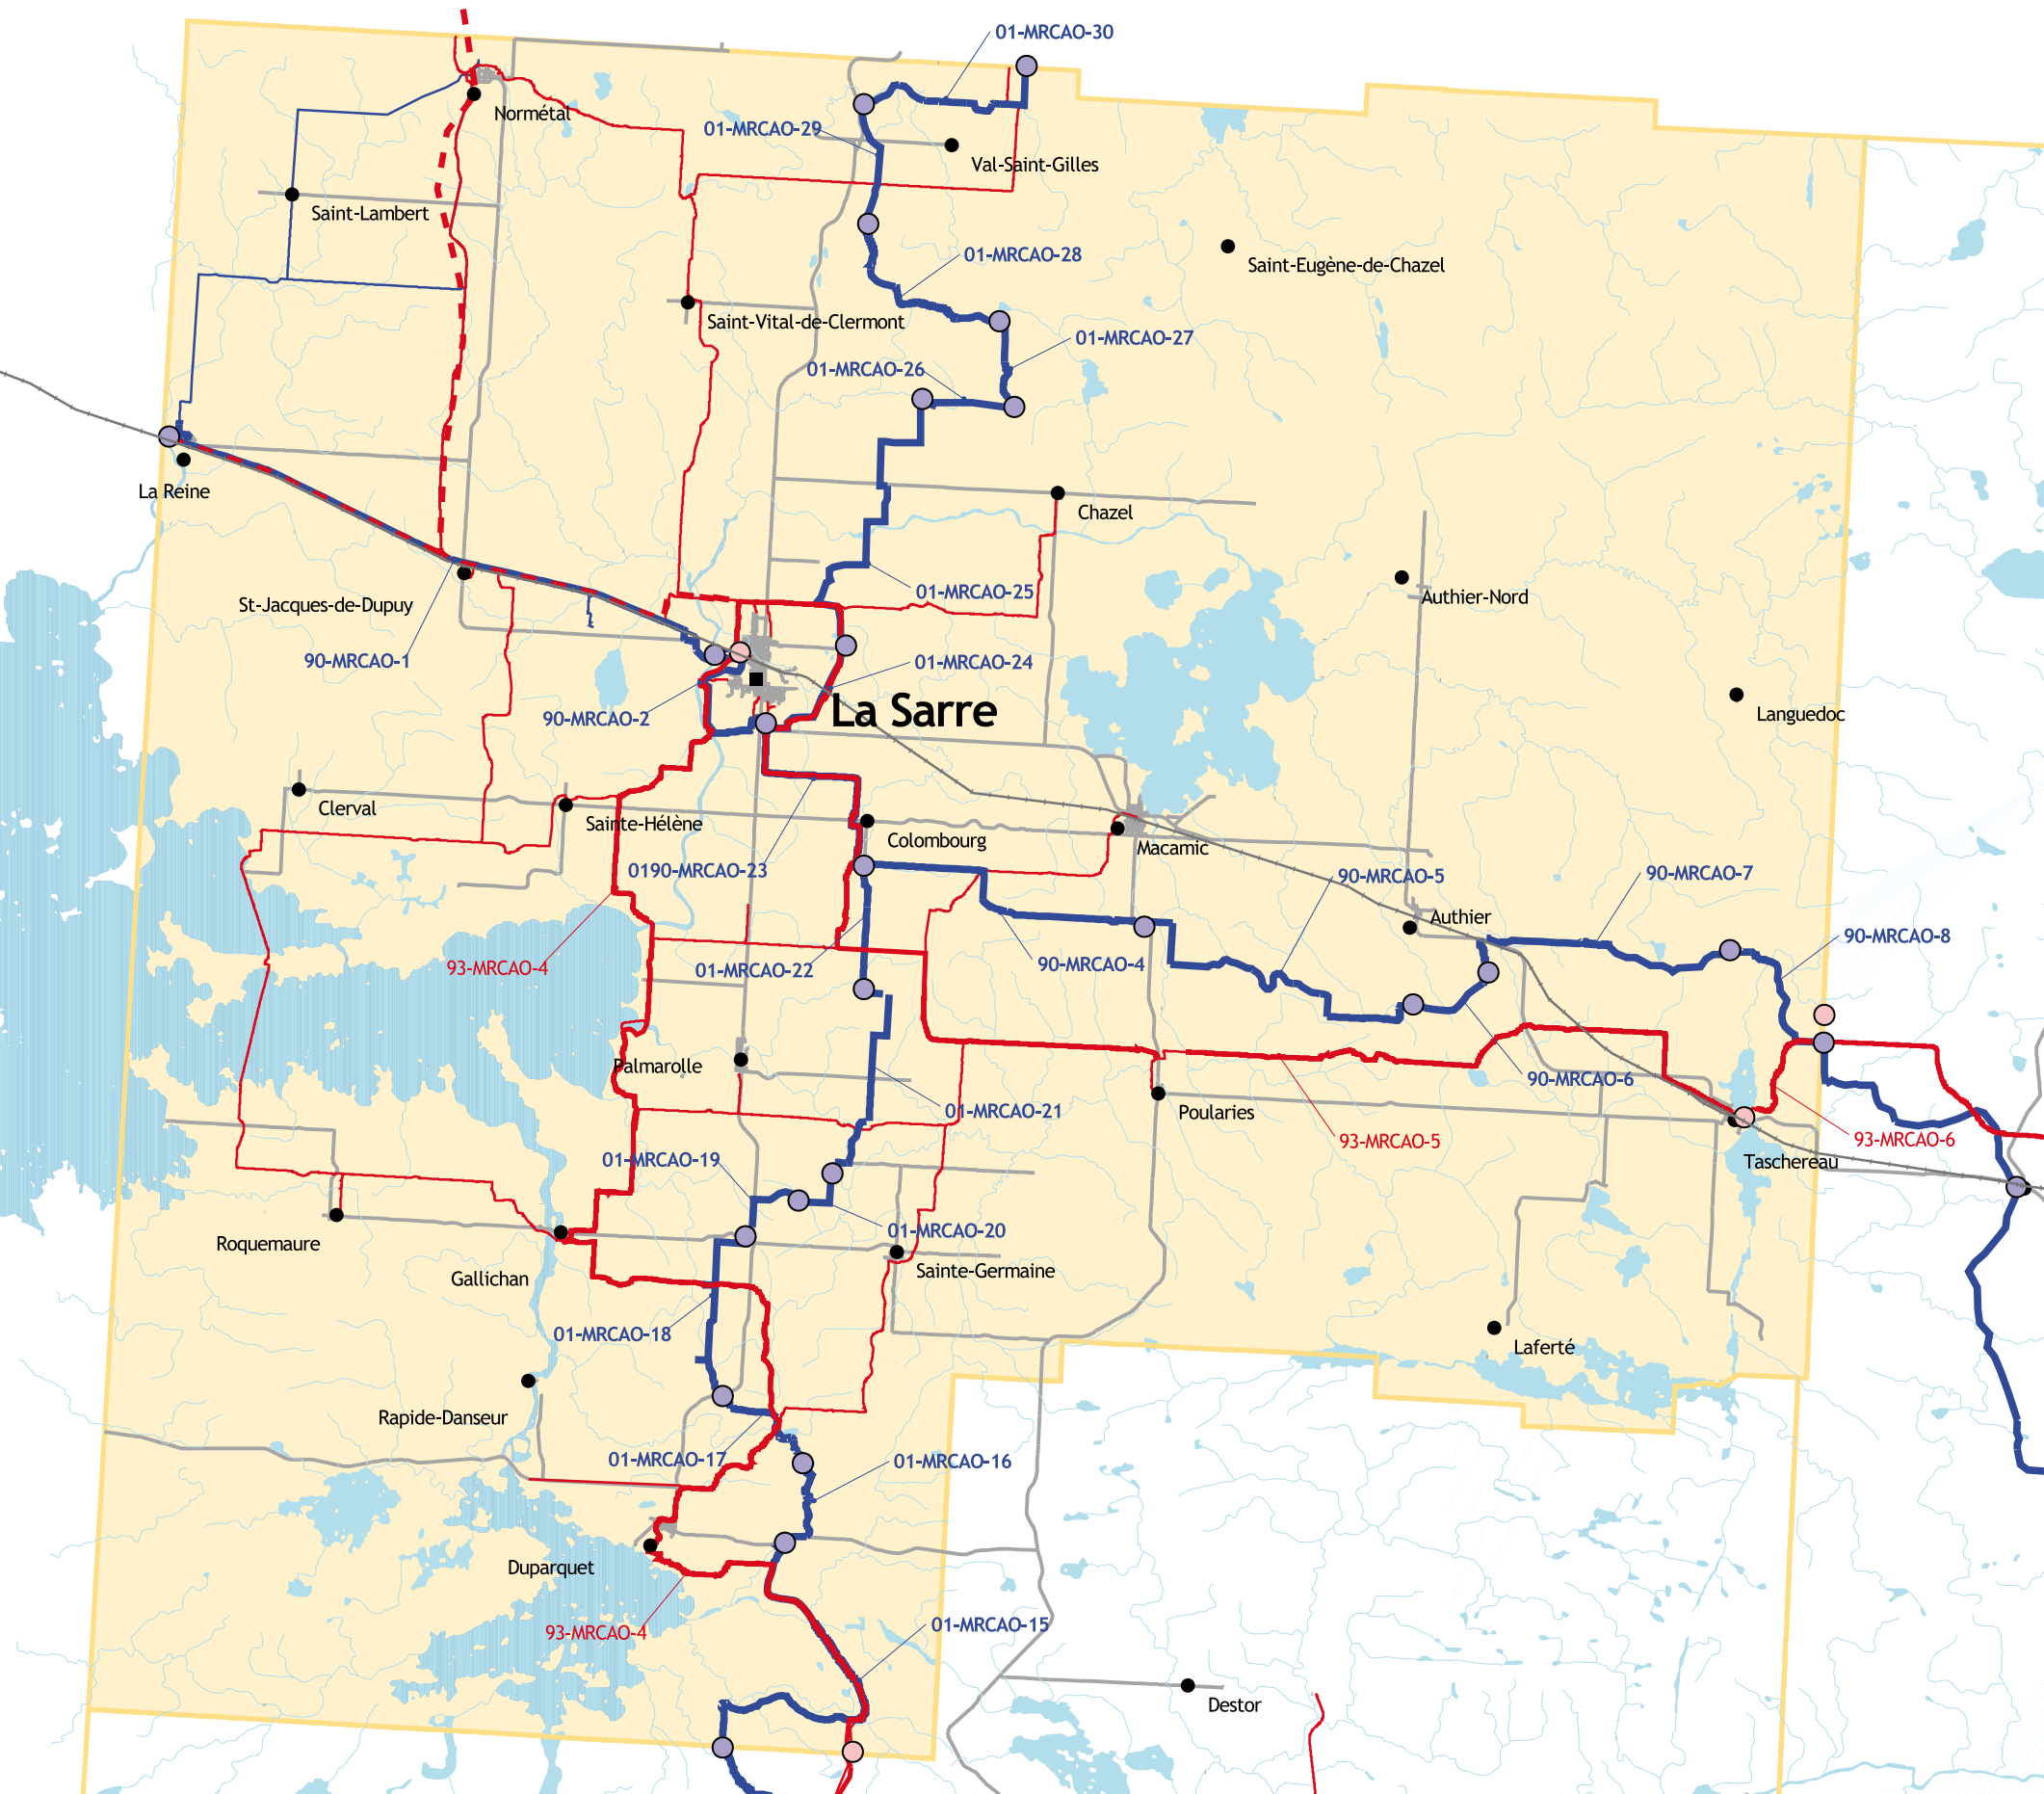 01-MRCAO-30
Normétal
01-MRCAO-29
Val-Saint-Gilles
Saint-Lambert
01-MRCAO-28
Saint-Eugène-de-Chazel
Saint-Vital-de-Clermont
01-MRCAO-27
01-MRCAO-26
La Reine
Chazel
01-MRCAO-25
Authier-Nord
St-Jacques-de-Dupuy
90-MRCAO-1
01-MRCAO-24
90-MRCAO-2
La Sarre
Languedoc
Clerval
Sainte-Hélène
Colombourg
Macamic
0190-MRCAO-23
90-MRCAO-5
90-MRCAO-7
Authier
90-MRCAO-8
93-MRCAO-4
01-MRCAO-22
90-MRCAO-4
Palmarolle
90-MRCAO-6
01-MRCAO-21
Poularies
93-MRCAO-5
93-MRCAO-6
01-MRCAO-19
Taschereau
01-MRCAO-20
Roquemaure
Gallichan
Sainte-Germaine
01-MRCAO-18
Laferté
Rapide-Danseur
01-MRCAO-17
01-MRCAO-16
Duparquet
93-MRCAO-4
01-MRCAO-15
Destor